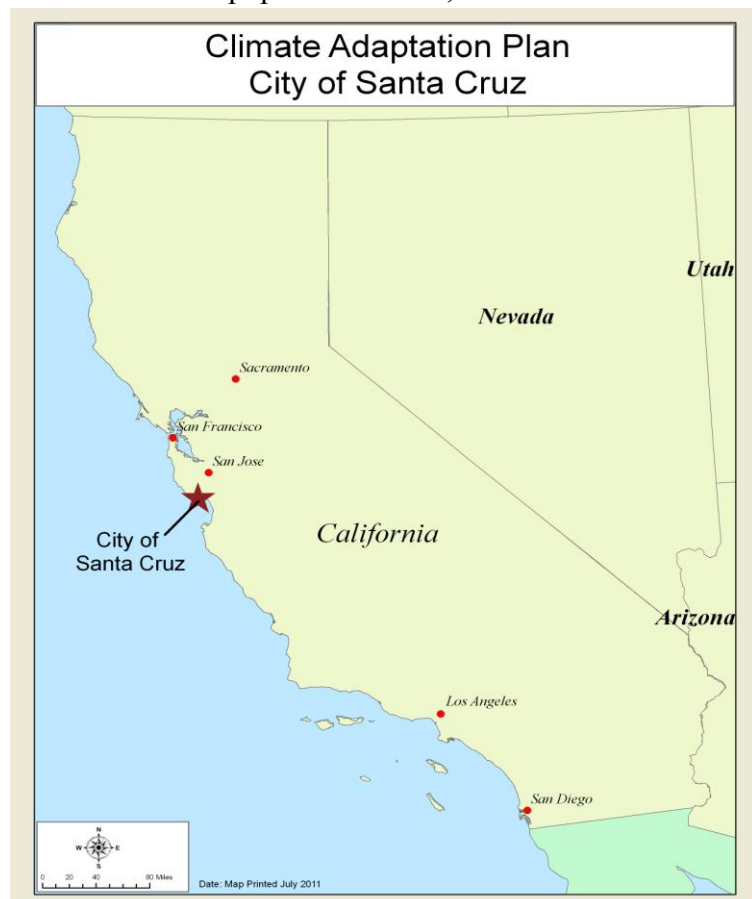 Climate Adaptation Plan
City of Santa Cruz
Utah
Nevada
Sacramento
San Francisco
San Jose
City of
Santa Cruz
California
Arizona
Los Angeles
San Diego
N
W E
S
0 20 40 80 Miles
Date: Map Printed July 2011